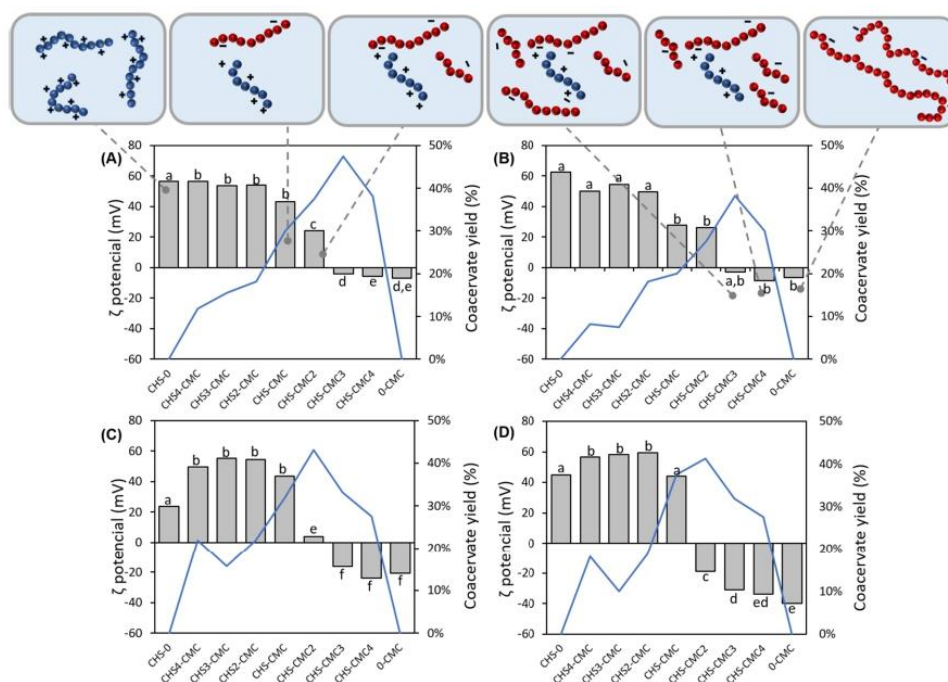 (A)
ζ potencial (mV)
80
60
40
20
0
-20
-40
-60
a
b
b
b
b
c
d
e
d,e
50%
40%
30%
20%
10%
0%
Coacervate yield (%)
CHS-0
CHS4-CMC
CHS3-CMC
CHS2-CMC
CHS-CMC
CHS-CMC2
CHS-CMC3
CHS-CMC4
0-CMC
(B)
ζ potencial (mV)
80
60
40
20
0
-20
-40
-60
a
a
a
a
b
b
a,b
b
b
50%
40%
30%
20%
10%
0%
Coacervate yield (%)
CHS-0
CHS4-CMC
CHS3-CMC
CHS2-CMC
CHS-CMC
CHS-CMC2
CHS-CMC3
CHS-CMC4
0-CMC
(C)
ζ potencial (mV)
80
60
40
20
0
-20
-40
-60
a
b
b
b
b
e
f
f
f
50%
40%
30%
20%
10%
0%
Coacervate yield (%)
CHS-0
CHS4-CMC
CHS3-CMC
CHS2-CMC
CHS-CMC
CHS-CMC2
CHS-CMC3
CHS-CMC4
0-CMC
(D)
ζ potencial (mV)
80
60
40
20
0
-20
-40
-60
a
b
b
b
a
c
d
ed
e
50%
40%
30%
20%
10%
0%
Coacervate yield (%)
CHS-0
CHS4-CMC
CHS3-CMC
CHS2-CMC
CHS-CMC
CHS-CMC2
CHS-CMC3
CHS-CMC4
0-CMC